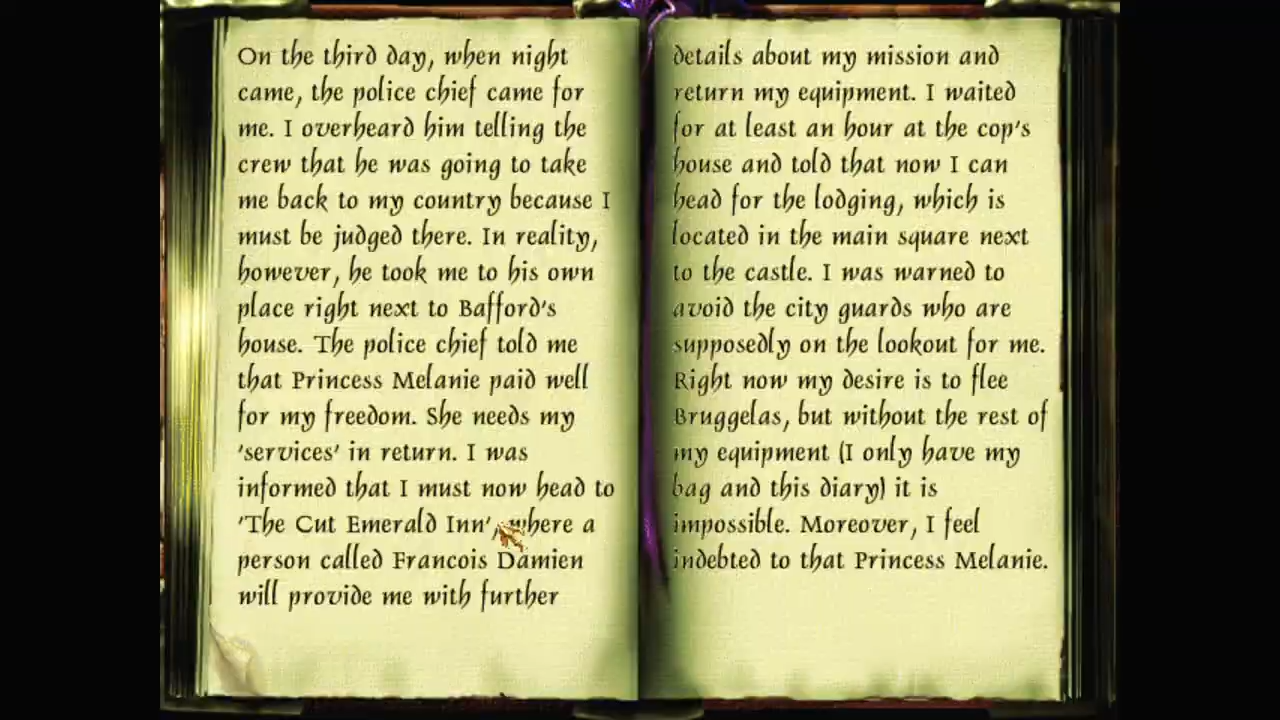 On the third day, when night
came, the police chief came for
me. I overheard him telling the
crew that he was going to take
me back to my country because I
must be judged there. In reality,
however, he took me to his own
place right next to Bafford's
house. The police chief told me
that Princess Melanie paid well
for my freedom. She needs my
'services' in return. I was
informed that I must now head to
'The Cut Emerald Inn', where a
person called Francois Damien
will provide me with further
details about my mission and
return my equipment. I waited
for at least an hour at the cop's
house and told that now I can
head for the lodging, which is
located in the main square next
to the castle. I was warned to
avoid the city guards who are
supposedly on the lookout for me.
Right now my desire is to flee
Bruggelas, but without the rest of
my equipment (I only have my
bag and this diary) it is
impossible. Moreover, I feel
indebted to that Princess Melanie.